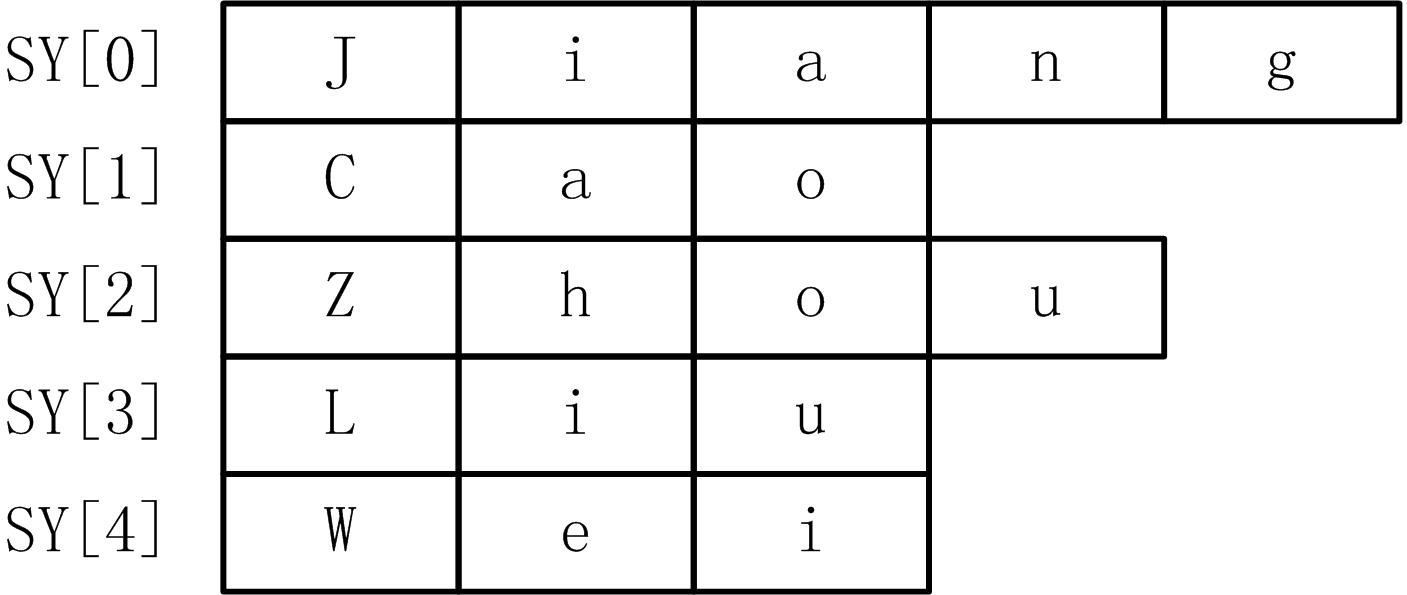 SY[0] J i a n g
SY[1] C a o
SY[2] Z h o u
SY[3] L i u
SY[4] W e i